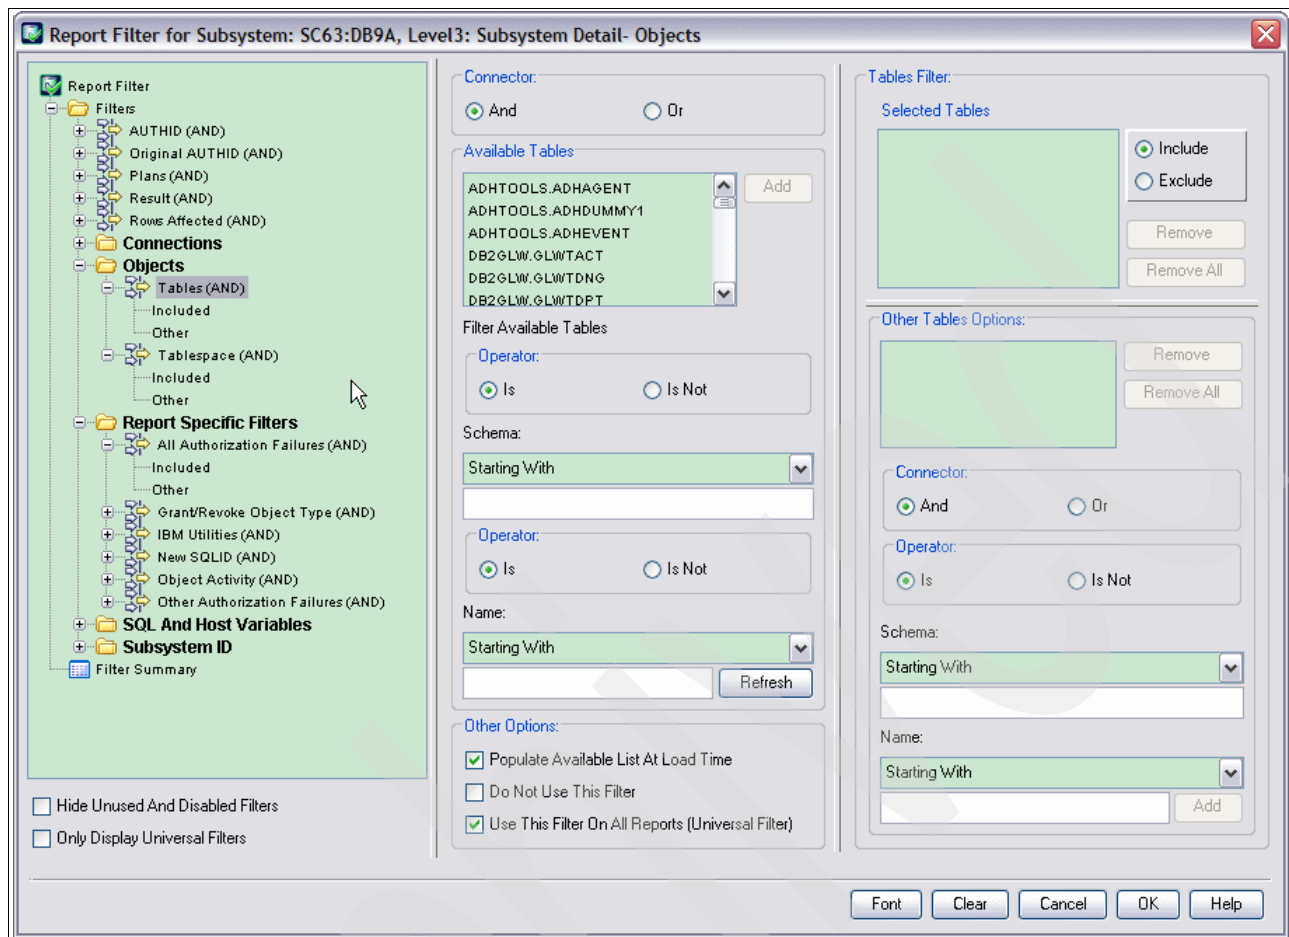 Report Filter for Subsystem: SC63:DB9A, Level3: Subsystem Detail- Objects
Report Filter
Filters
AUTHID (AND)
Original AUTHID (AND)
Plans (AND)
Result (AND)
Rows Affected (AND)
Connections
Objects
Tables (AND)
Included
Other
Tablespace (AND)
Included
Other
Report Specific Filters
All Authorization Failures (AND)
Included
Other
Grant/Revoke Object Type (AND)
IBM Utilities (AND)
New SQLID (AND)
Object Activity (AND)
Other Authorization Failures (AND)
SQL And Host Variables
Subsystem ID
Filter Summary
Hide Unused And Disabled Filters
Only Display Universal Filters
Connector:
And Or
Available Tables
ADHTOOLS.ADHAGENT
ADHTOOLS.ADHDUMMY1
ADHTOOLS.ADHEVENT
DB2GLW.GLWTACT
DB2GLW.GLWTDNG
DB2GLW.GLWTDPT
Add
Filter Available Tables
Operator:
Is Is Not
Schema:
Starting With
Operator:
Is Is Not
Name:
Starting With
Refresh
Other Options:
Populate Available List At Load Time
Do Not Use This Filter
Use This Filter On All Reports (Universal Filter)
Tables Filter:
Selected Tables
Include
Exclude
Remove
Remove All
Other Tables Options:
Remove
Remove All
Connector:
And Or
Operator:
Is Is Not
Schema:
Starting With
Name:
Starting With
Add
Font Clear Cancel OK Help